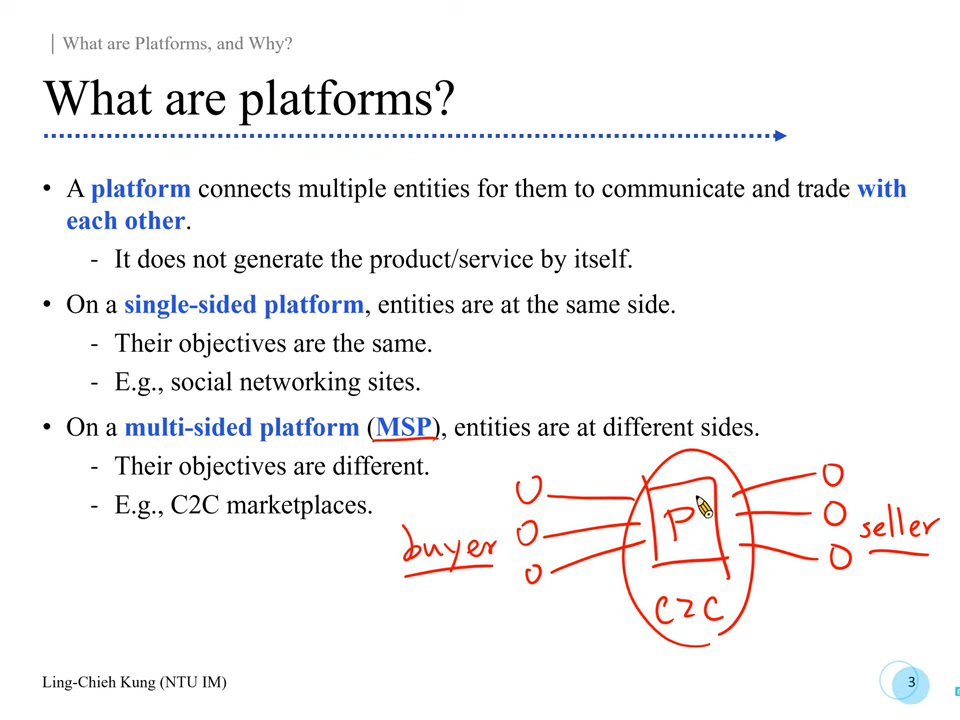 | What are Platforms, and Why?
What are platforms?
• A platform connects multiple entities for them to communicate and trade with
each other.
- It does not generate the product/service by itself.
• On a single-sided platform, entities are at the same side.
- Their objectives are the same.
- E.g., social networking sites.
• On a multi-sided platform (MSP), entities are at different sides.
- Their objectives are different.
- E.g., C2C marketplaces.
buyer
P
C2C
seller
Ling-Chieh Kung (NTU IM)
3